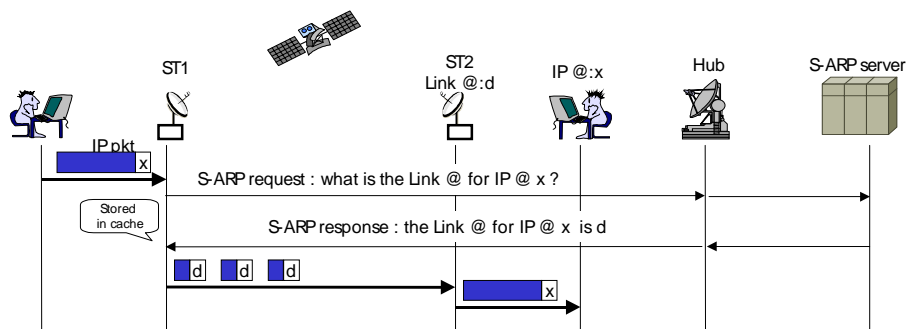 ST1
ST2
Link @:d
IP @:x
Hub
S-ARP server
IP pkt
x
S-ARP request : what is the Link @ for IP @ x ?
Stored
in cache
S-ARP response : the Link @ for IP @ x is d
d d d
x